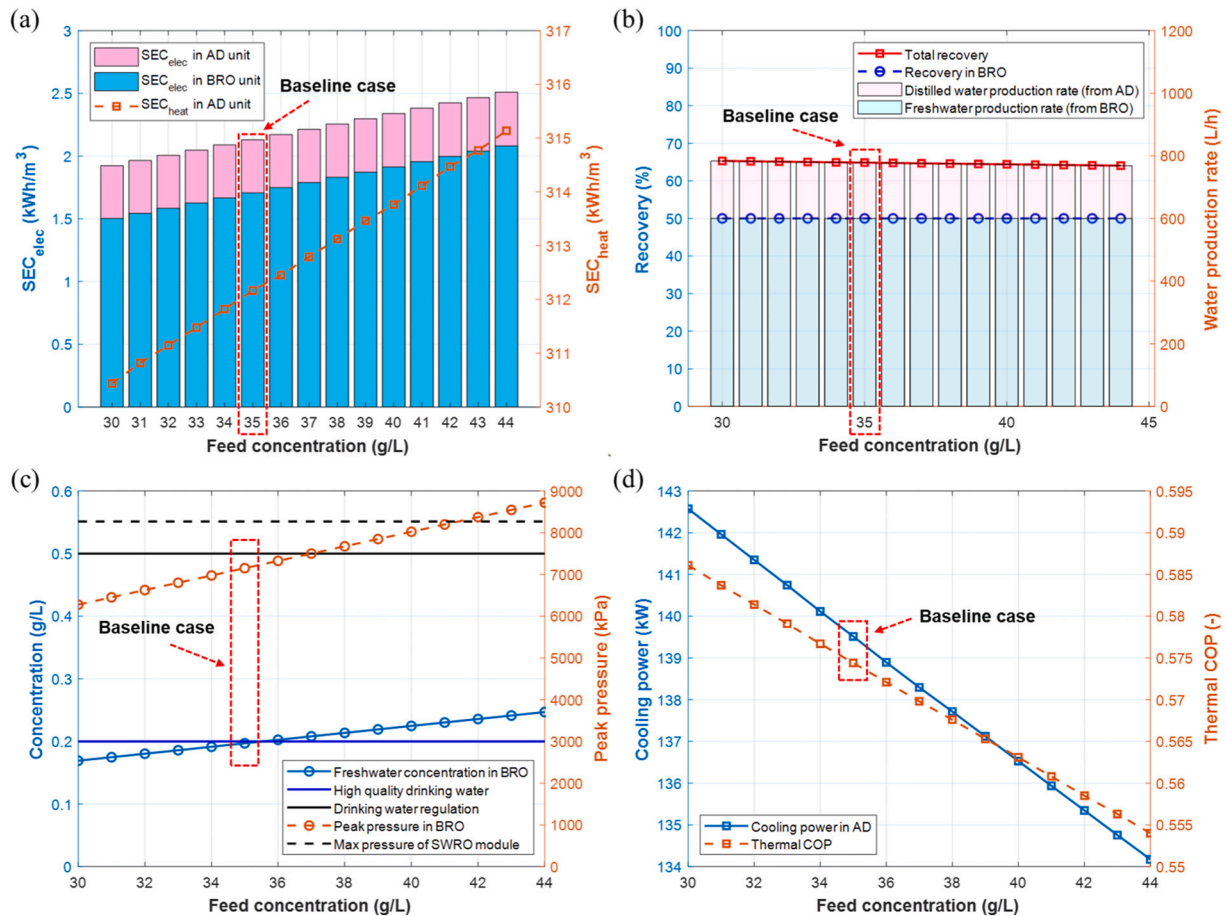 (a)
3
2.5
2
1.5
1
0.5
0
SEC_elec (kWh/m³)
SEC_elec in AD unit
SEC_elec in BRO unit
SEC_heat in AD unit
Baseline case
317
316
315
314
313
312
311
310
SEC_heat (kWh/m³)
30 31 32 33 34 35 36 37 38 39 40 41 42 43 44
Feed concentration (g/L)
(b)
100
90
80
70
60
50
40
30
20
10
0
Recovery (%)
Total recovery
Recovery in BRO
Distilled water production rate (from AD)
Freshwater production rate (from BRO)
Baseline case
1200
1000
800
600
400
200
0
Water production rate (L/h)
30 35 40 45
Feed concentration (g/L)
(c)
0.6
0.5
0.4
0.3
0.2
0.1
0
Concentration (g/L)
Baseline case
Freshwater concentration in BRO
High quality drinking water
Drinking water regulation
Peak pressure in BRO
Max pressure of SWRO module
9000
8000
7000
6000
5000
4000
3000
2000
1000
0
Peak pressure (kPa)
30 32 34 36 38 40 42 44
Feed concentration (g/L)
(d)
143
142
141
140
139
138
137
136
135
134
Cooling power (kW)
Baseline case
Cooling power in AD
Thermal COP
0.595
0.59
0.585
0.58
0.575
0.57
0.565
0.56
0.555
0.55
Thermal COP (-)
30 32 34 36 38 40 42 44
Feed concentration (g/L)